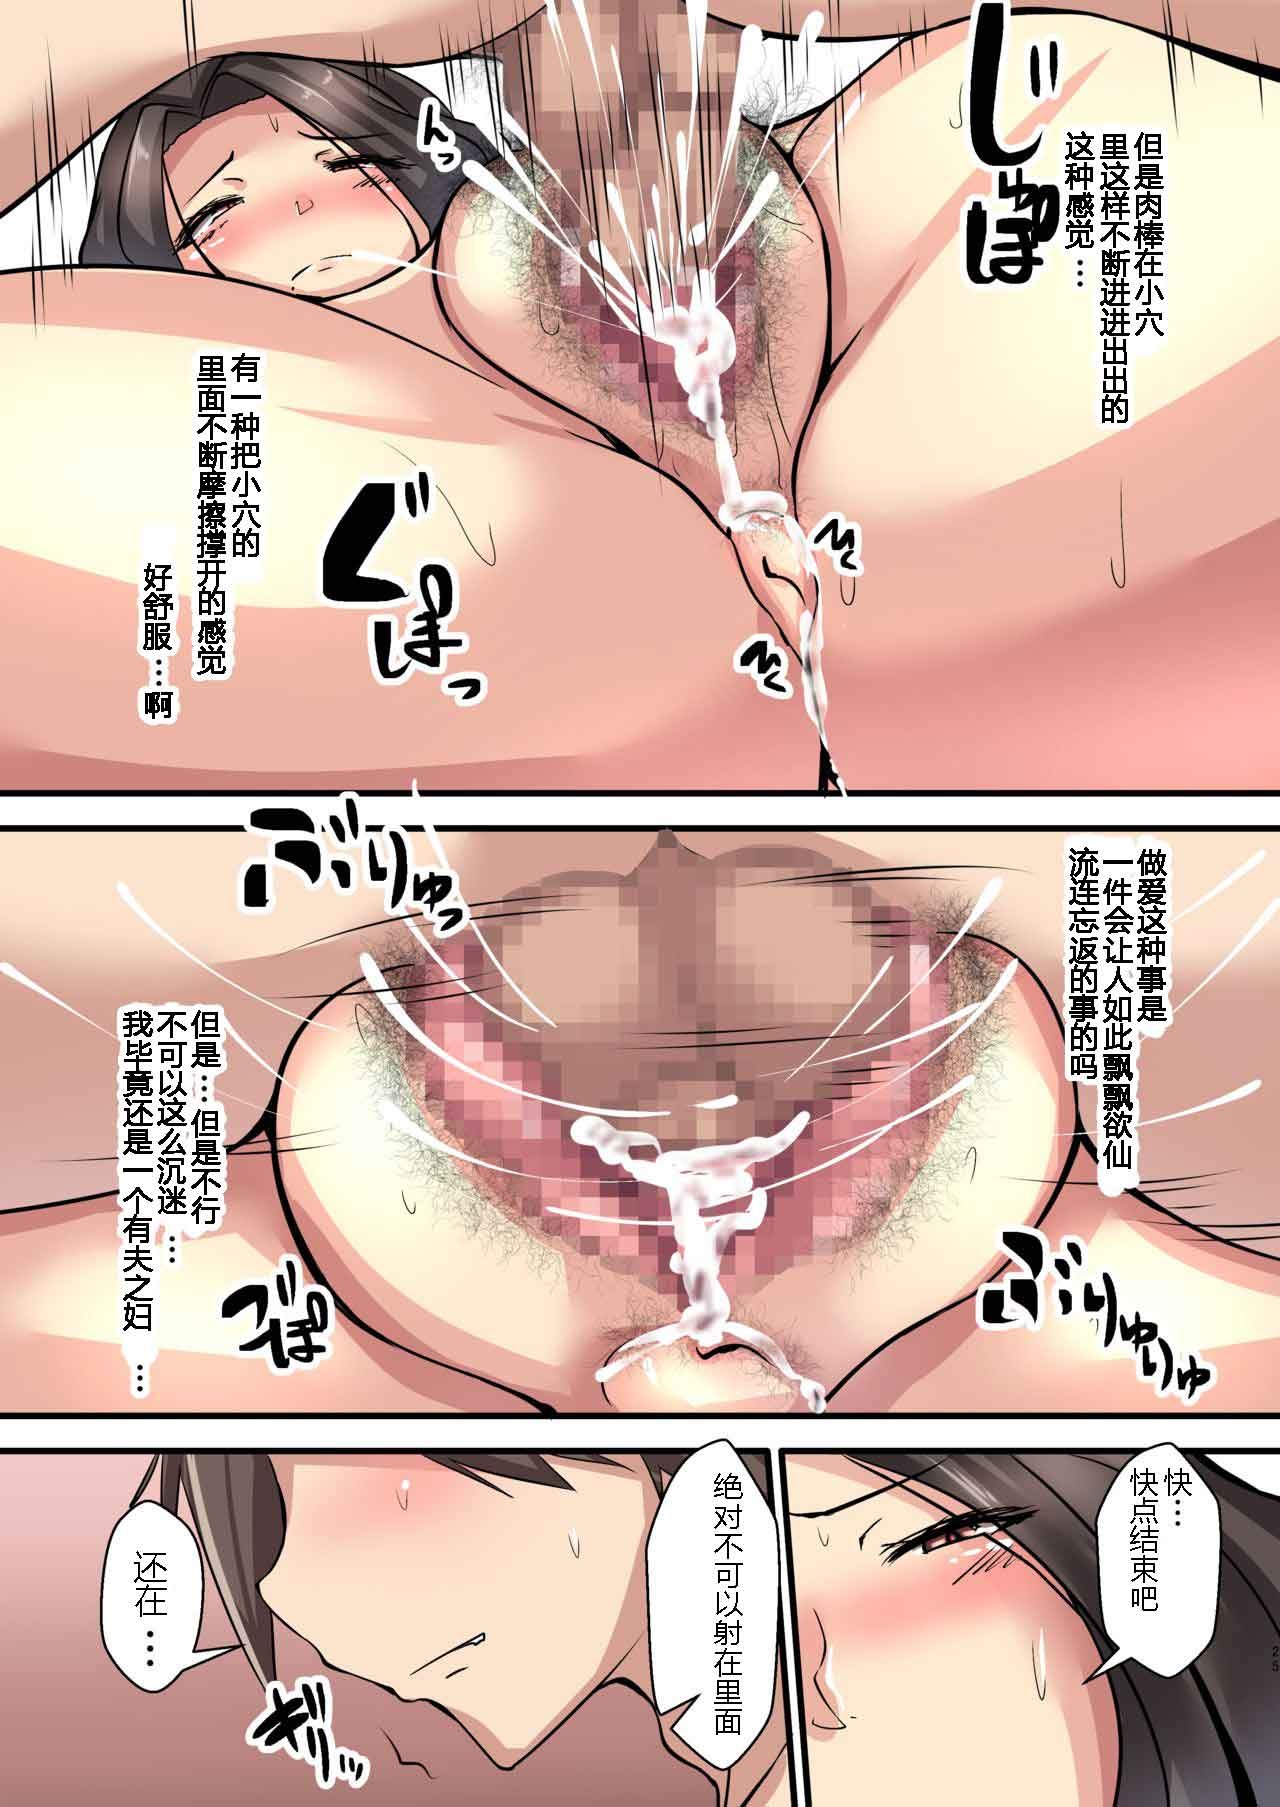 但是肉棒在小穴
里这样不断进进出出的
这种感觉…
じゅぽ
んっ
有一种把小穴的
里面不断摩擦撑开的感觉
好舒服…啊
ぐぽっ
做爱这种事是
一件会让人如此飘飘欲仙
流连忘返的事的吗
ぶりゅっ
但是…但是不行
不可以这么沉迷…
我毕竟还是一个有夫之妇…
ぶりゅりゅ
快…
快点结束吧
绝对不可以射在里面
还在…
25